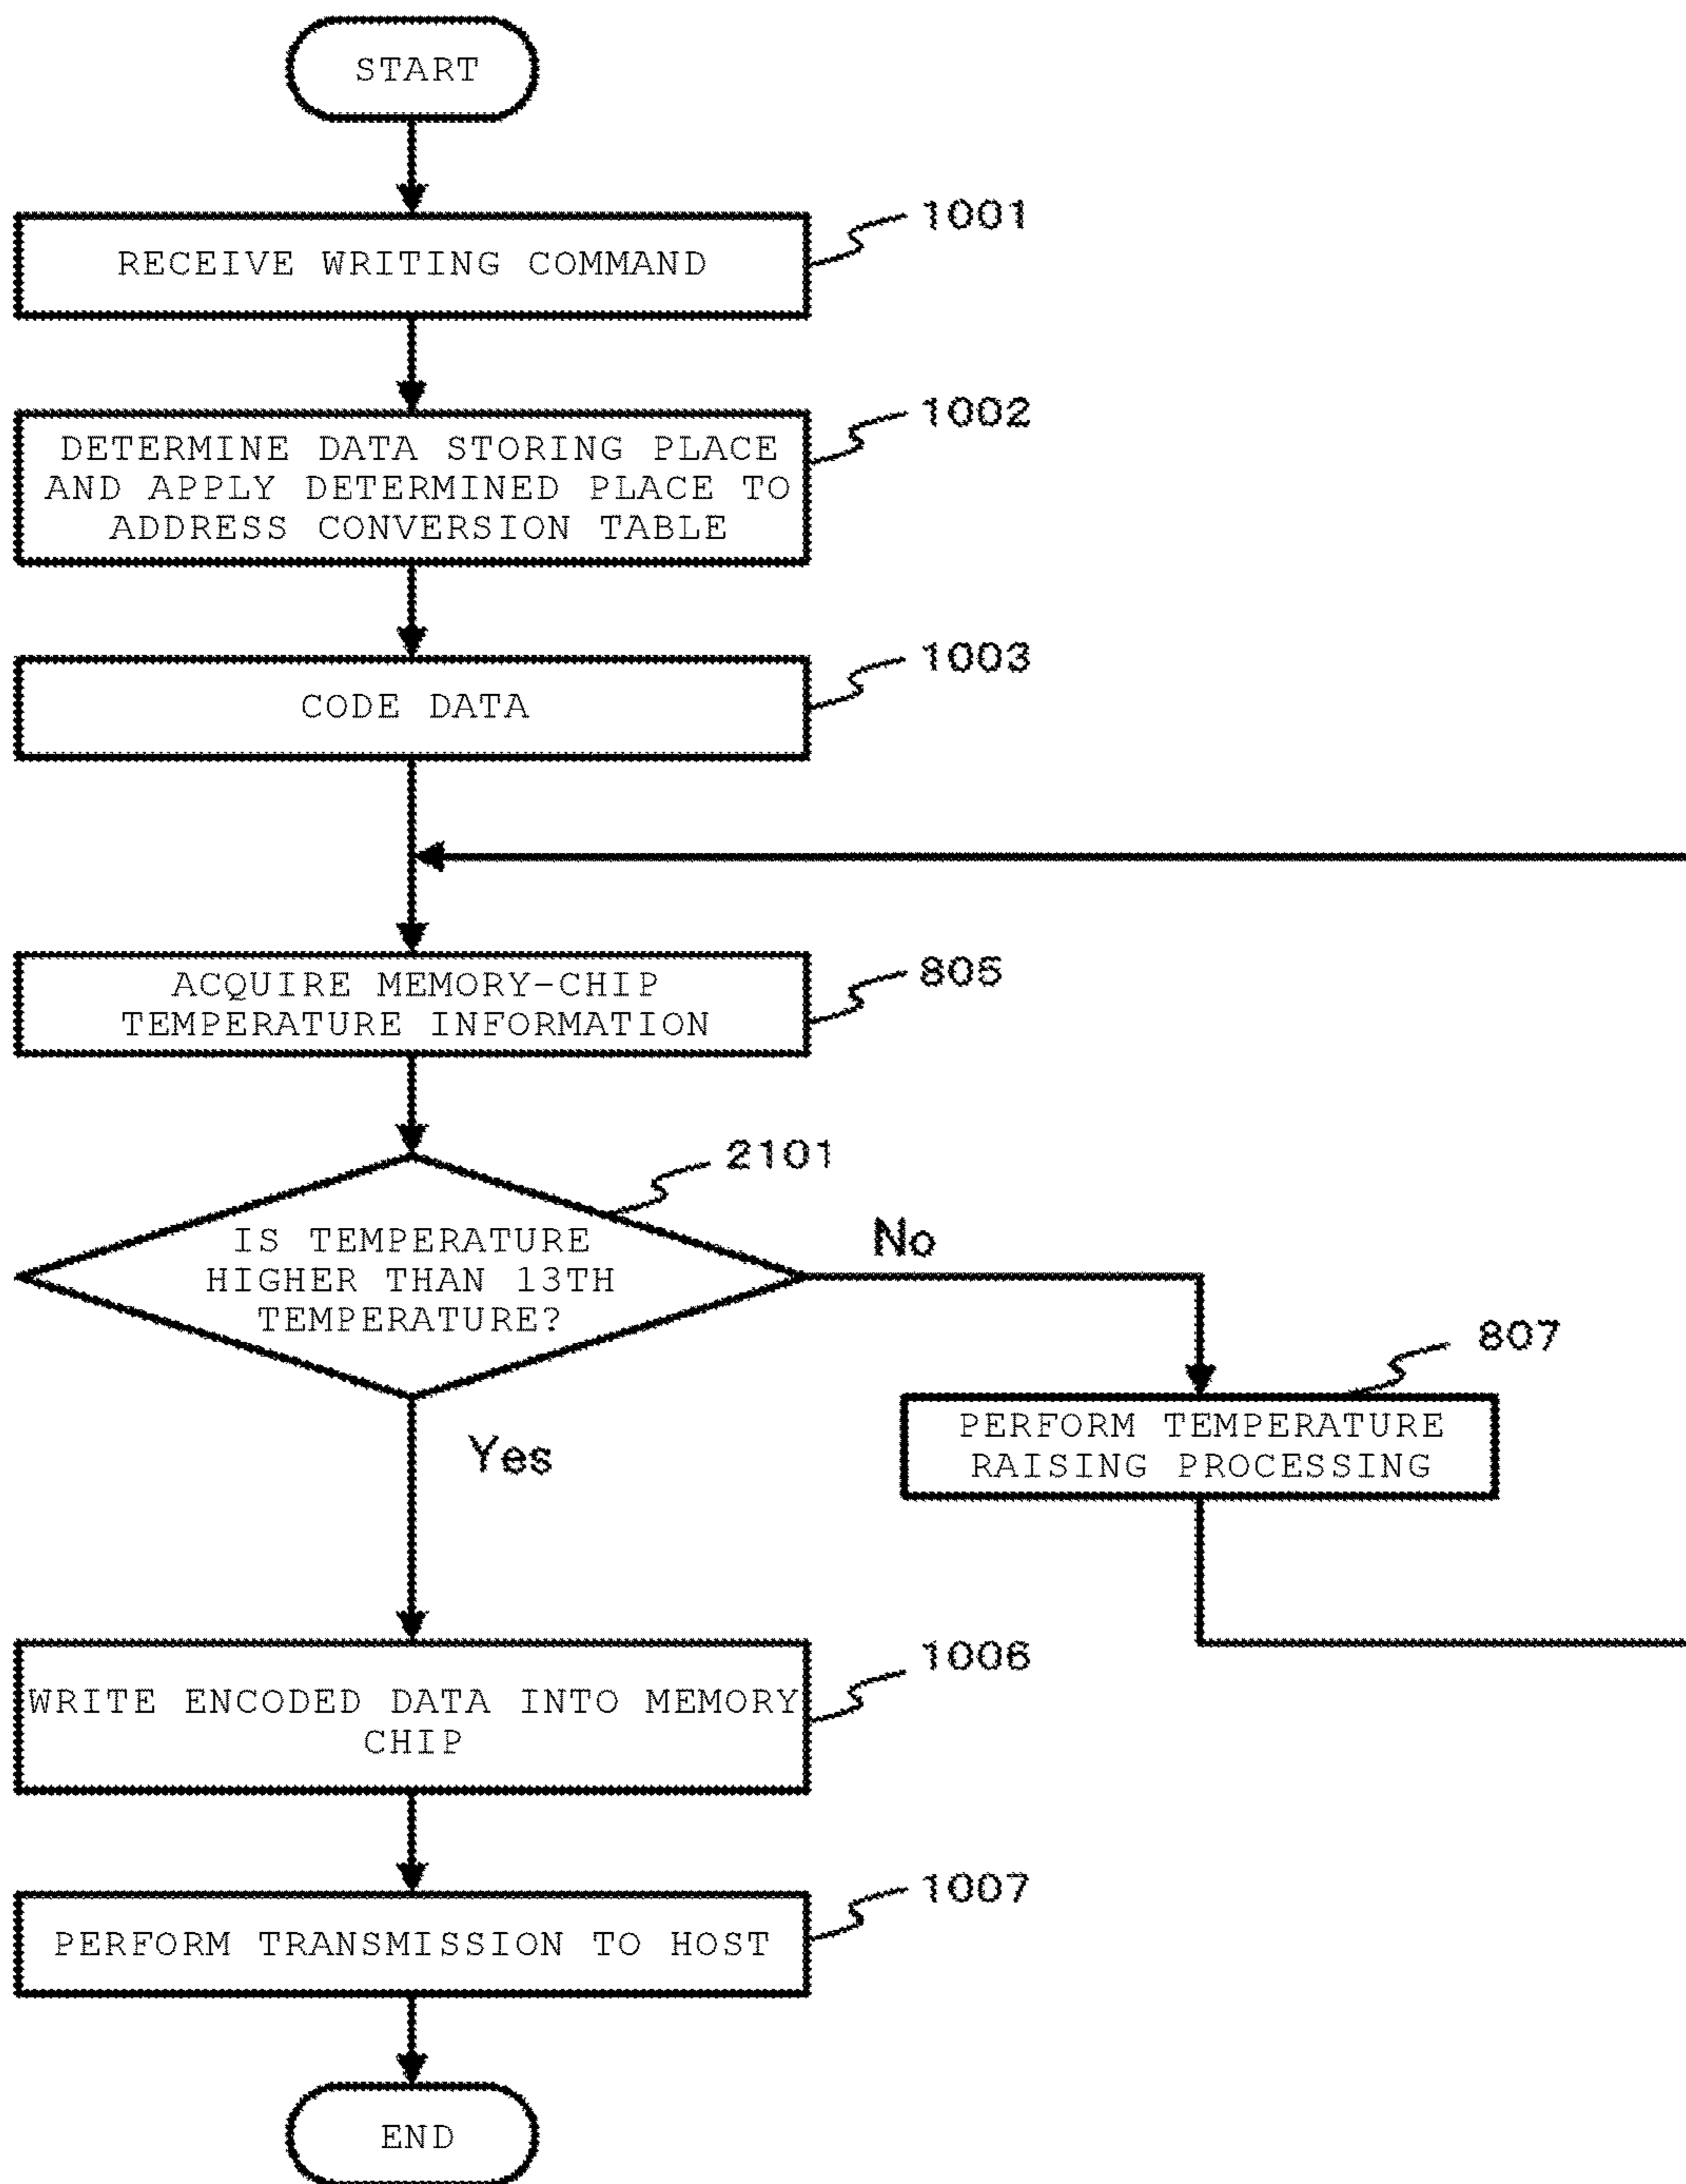 START
1001
RECEIVE WRITING COMMAND
1002
DETERMINE DATA STORING PLACE
AND APPLY DETERMINED PLACE TO
ADDRESS CONVERSION TABLE
1003
CODE DATA
805
ACQUIRE MEMORY-CHIP
TEMPERATURE INFORMATION
2101
IS TEMPERATURE
HIGHER THAN 13TH
TEMPERATURE?
No
807
PERFORM TEMPERATURE
RAISING PROCESSING
Yes
1006
WRITE ENCODED DATA INTO MEMORY
CHIP
1007
PERFORM TRANSMISSION TO HOST
END